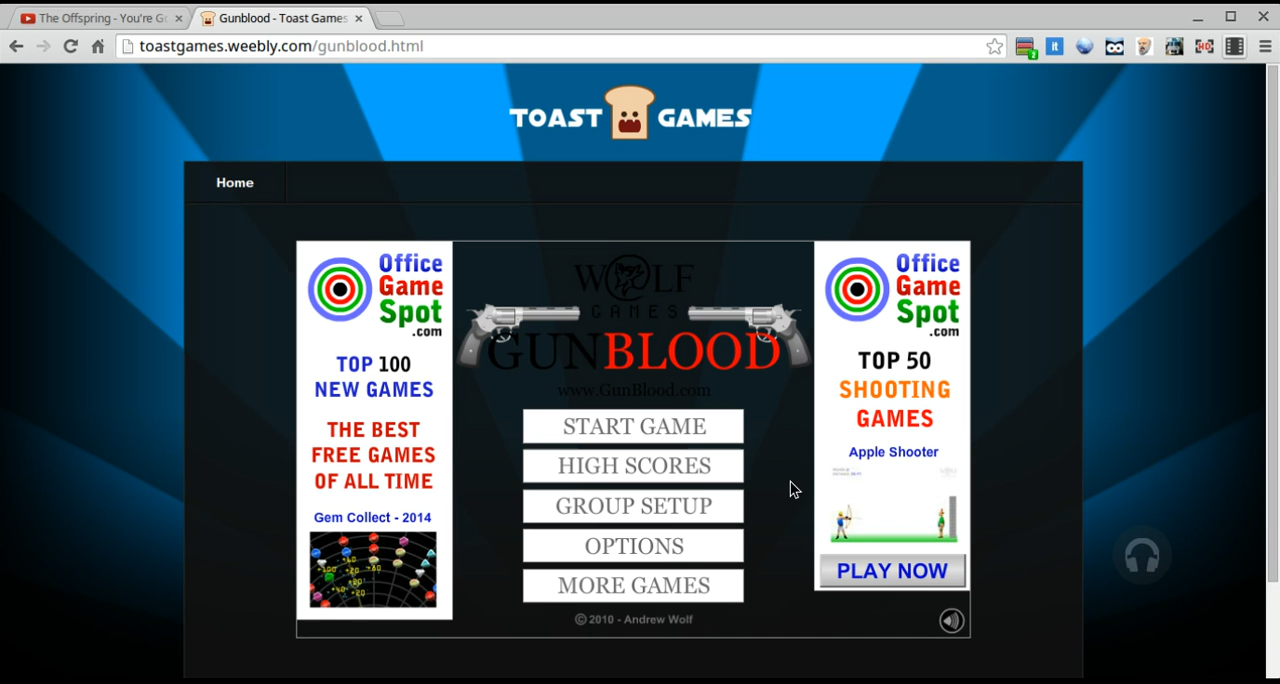 The Offspring - You're G
Gunblood - Toast Games
toastgames.weebly.com/gunblood.html
2
it
HD
TOAST GAMES
Home
Office
Game
Spot
.com
TOP 100
NEW GAMES
THE BEST
FREE GAMES
OF ALL TIME
Gem Collect - 2014
WOLF
GAMES
GUNBLOOD
www.GunBlood.com
START GAME
HIGH SCORES
GROUP SETUP
OPTIONS
MORE GAMES
© 2010 - Andrew Wolf
Office
Game
Spot
.com
TOP 50
SHOOTING
GAMES
Apple Shooter
PLAY NOW